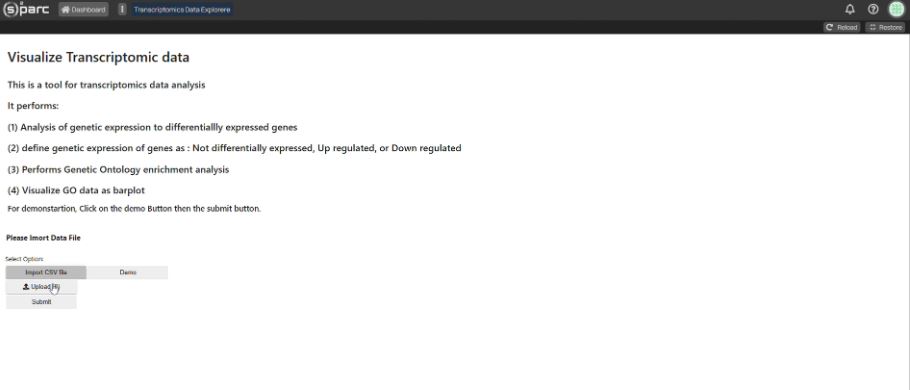 (s)parc Dashboard Transcriptomics Data Explorere
Reload Restore
Visualize Transcriptomic data
This is a tool for transcriptomics data analysis
It performs:
(1) Analysis of genetic expression to differentiallly expressed genes
(2) define genetic expression of genes as : Not differentially expressed, Up regulated, or Down regulated
(3) Performs Genetic Ontology enrichment analysis
(4) Visualize GO data as barplot
For demonstartion, Click on the demo Button then the submit button.
Please Imort Data File
Select Option:
Import CSV file Demo
Upload
Submit